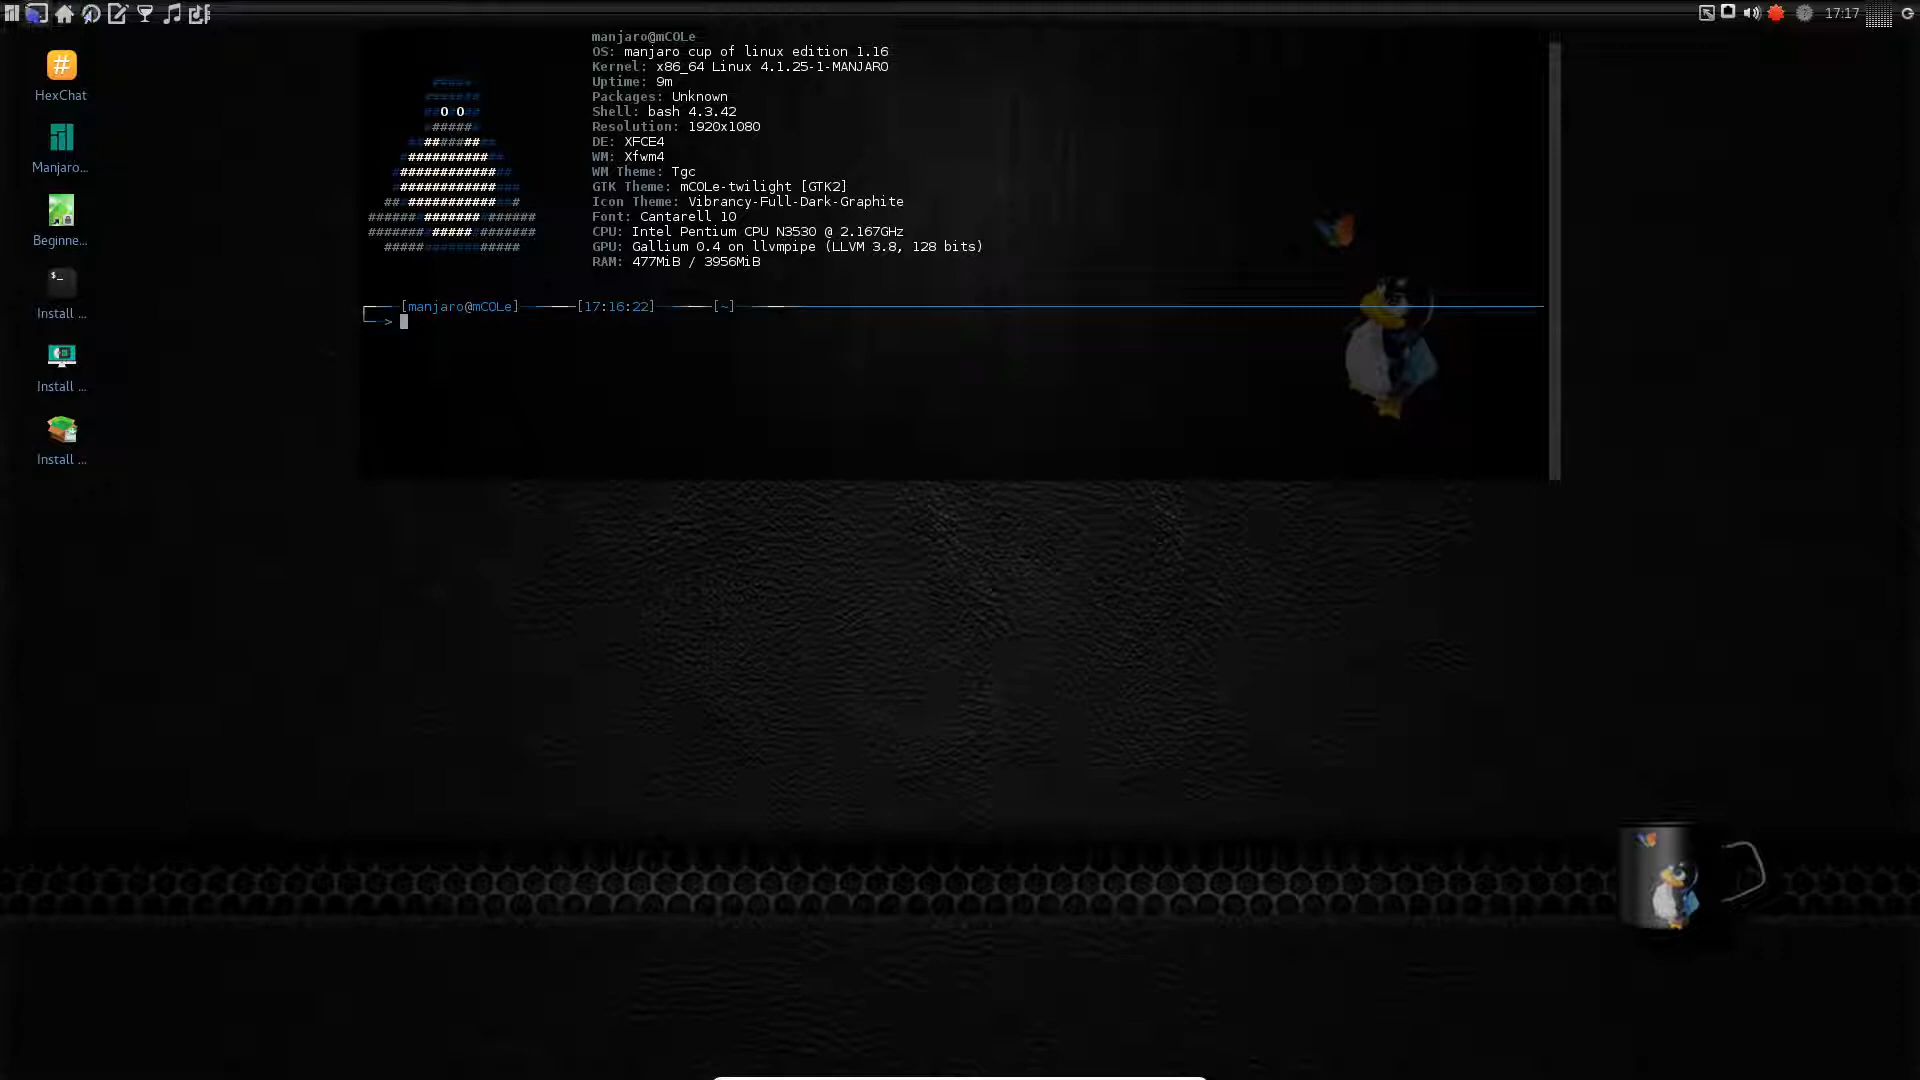 17:17
HexChat
Manjaro...
Beginne...
$_
Install ...
Install ...
Install ...
#####
#######
##O#O##
#######
###########
#############
###############
################
#################
#####################
#####################
#################
manjaro@mCOLe
OS: manjaro cup of linux edition 1.16
Kernel: x86_64 Linux 4.1.25-1-MANJARO
Uptime: 9m
Packages: Unknown
Shell: bash 4.3.42
Resolution: 1920x1080
DE: XFCE4
WM: Xfwm4
WM Theme: Tgc
GTK Theme: mCOLe-twilight [GTK2]
Icon Theme: Vibrancy-Full-Dark-Graphite
Font: Cantarell 10
CPU: Intel Pentium CPU N3530 @ 2.167GHz
GPU: Gallium 0.4 on llvmpipe (LLVM 3.8, 128 bits)
RAM: 477MiB / 3956MiB
[manjaro@mCOLe]———[17:16:22]———[~]
>